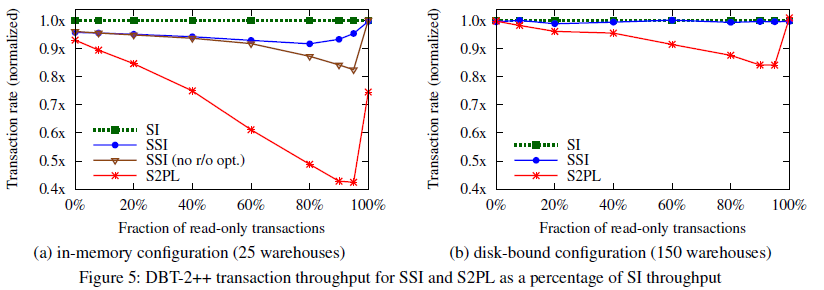 Transaction rate (normalized)
1.0x
0.9x
0.8x
0.7x
0.6x
0.5x
0.4x
SI
SSI
SSI (no r/o opt.)
S2PL
0% 20% 40% 60% 80% 100%
Fraction of read-only transactions
(a) in-memory configuration (25 warehouses)
Transaction rate (normalized)
1.0x
0.9x
0.8x
0.7x
0.6x
0.5x
0.4x
SI
SSI
S2PL
0% 20% 40% 60% 80% 100%
Fraction of read-only transactions
(b) disk-bound configuration (150 warehouses)
Figure 5: DBT-2++ transaction throughput for SSI and S2PL as a percentage of SI throughput